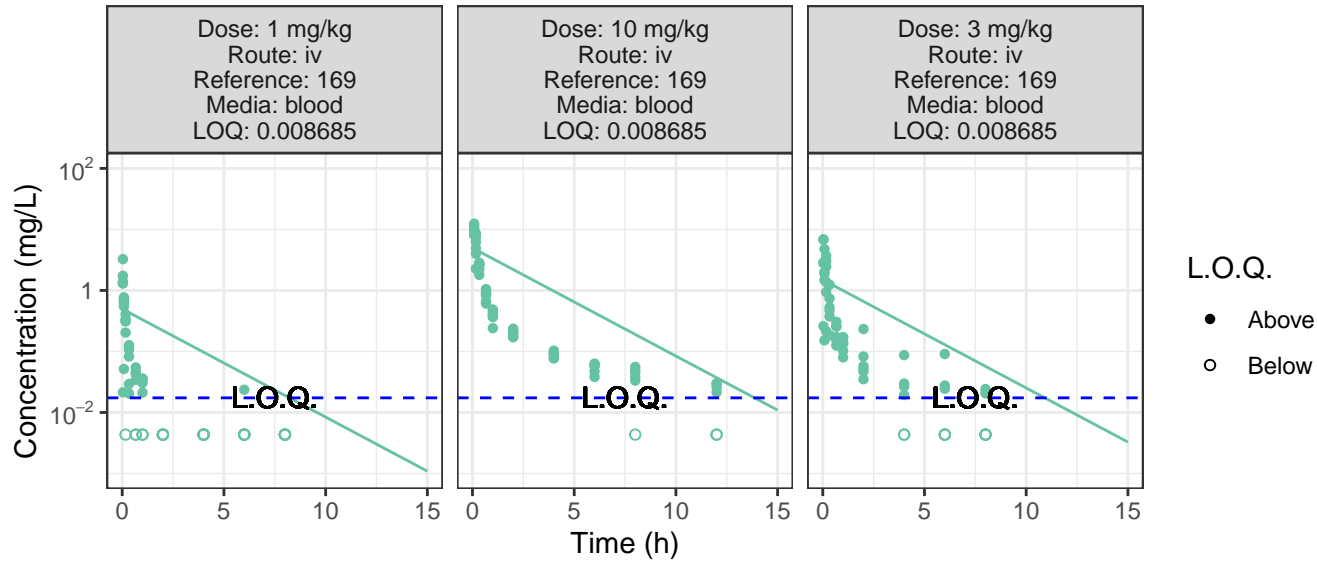 Dose: 1 mg/kg
Route: iv
Reference: 169
Media: blood
LOQ: 0.008685
Dose: 10 mg/kg
Route: iv
Reference: 169
Media: blood
LOQ: 0.008685
Dose: 3 mg/kg
Route: iv
Reference: 169
Media: blood
LOQ: 0.008685
Concentration (mg/L)
10²
1
10⁻²
L.O.Q.
L.O.Q.
L.O.Q.
0 5 10 15
0 5 10 15
0 5 10 15
Time (h)
L.O.Q.
Above
Below